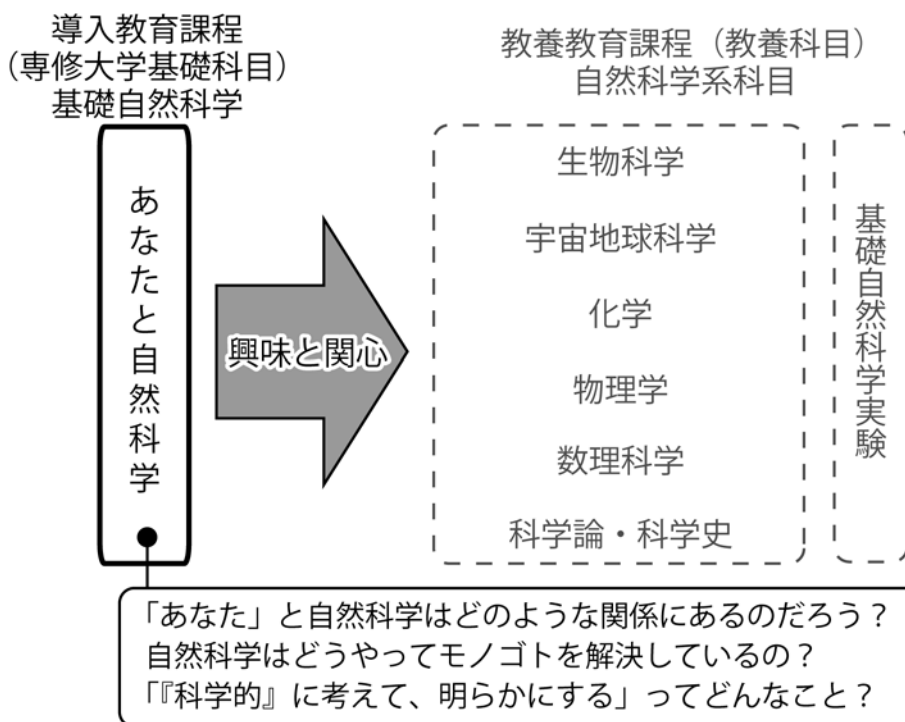 導入教育課程
（専修大学基礎科目）
基礎自然科学
あなたと自然科学
興味と関心
教養教育課程（教養科目）
自然科学系科目
生物科学
宇宙地球科学
化学
物理学
数理科学
科学論・科学史
基礎自然科学実験
「あなた」と自然科学はどのような関係にあるのだろう？
自然科学はどうやってモノゴトを解決しているの？
「『科学的』に考えて、明らかにする」ってどんなこと？